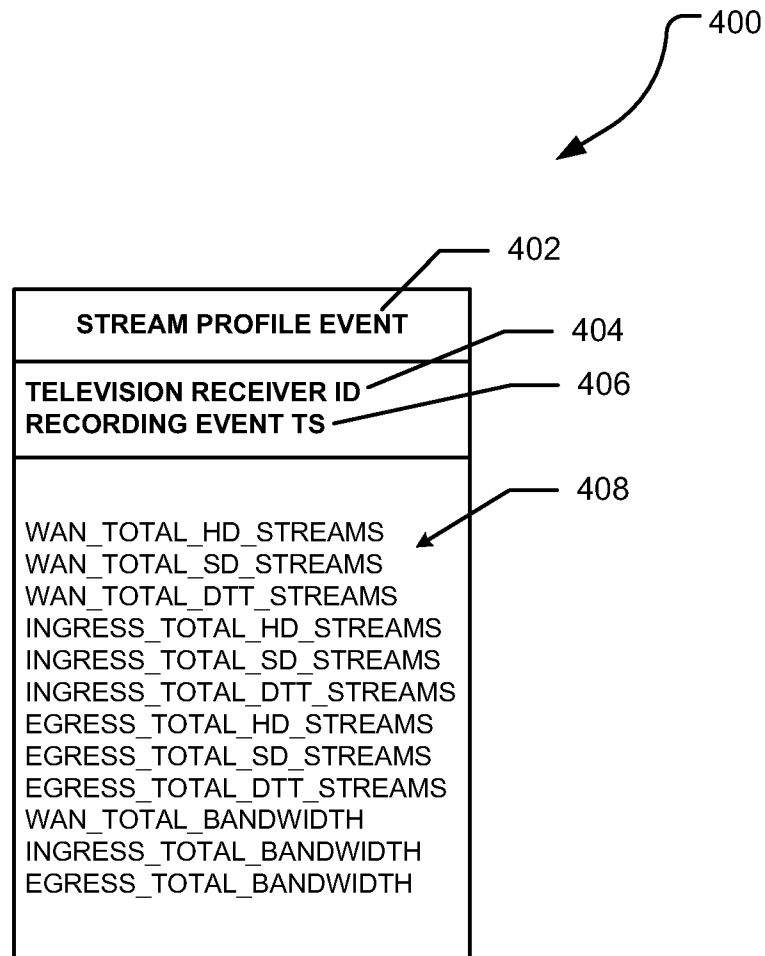 400
402
STREAM PROFILE EVENT
404
TELEVISION RECEIVER ID
406
RECORDING EVENT TS
408
WAN_TOTAL_HD_STREAMS
WAN_TOTAL_SD_STREAMS
WAN_TOTAL_DTT_STREAMS
INGRESS_TOTAL_HD_STREAMS
INGRESS_TOTAL_SD_STREAMS
INGRESS_TOTAL_DTT_STREAMS
EGRESS_TOTAL_HD_STREAMS
EGRESS_TOTAL_SD_STREAMS
EGRESS_TOTAL_DTT_STREAMS
WAN_TOTAL_BANDWIDTH
INGRESS_TOTAL_BANDWIDTH
EGRESS_TOTAL_BANDWIDTH